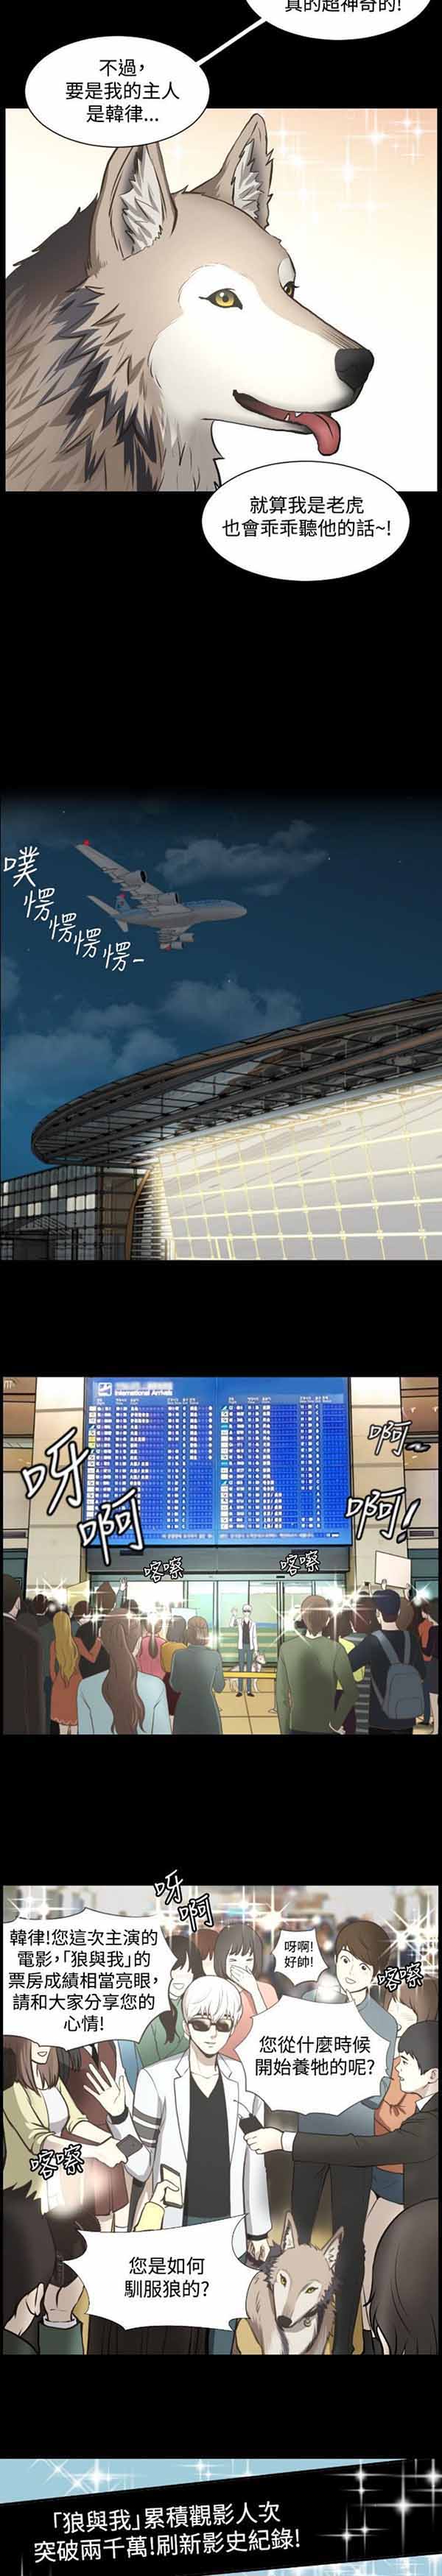 真的超神奇的!
不過,
要是我的主人
是韓律...
就算我是老虎
也會乖乖聽他的話~!
噗
愣
愣
愣
愣~
International Arrivals
呀
啊
啊~
啊!
喀嚓
喀嚓
呀
啊
韓律!您這次主演的
電影,「狼與我」的
票房成績相當亮眼,
請和大家分享您的
心情!
呀啊!
好帥!
喀嚓
您從什麼時候
開始養牠的呢?
喀嚓
您是如何
馴服狼的?
「狼與我」累積觀影人次
突破兩千萬!刷新影史紀錄!